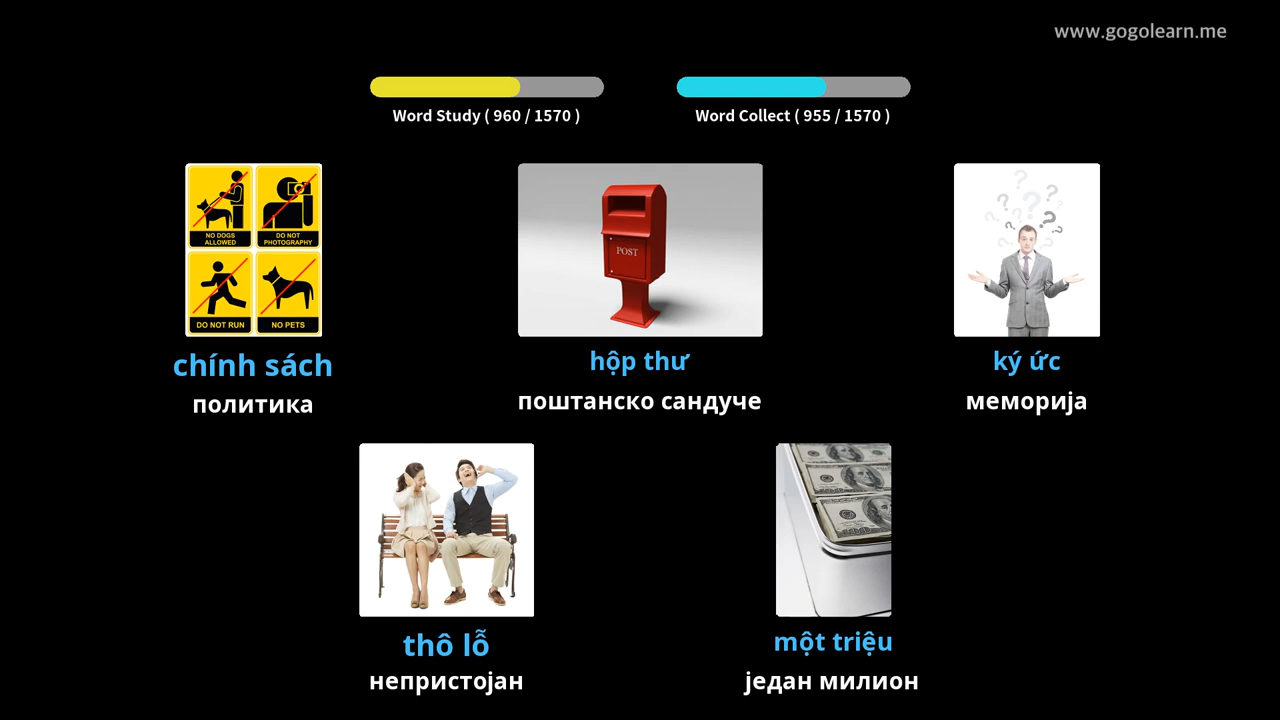 www.gogolearn.me
Word Study ( 960 / 1570 )
Word Collect ( 955 / 1570 )
NO DOGS
ALLOWED
DO NOT
PHOTOGRAPHY
DO NOT RUN
NO PETS
POST
chính sách
политика
hộp thư
поштанско сандуче
ký ức
меморија
thô lỗ
непристојан
một triệu
један милион